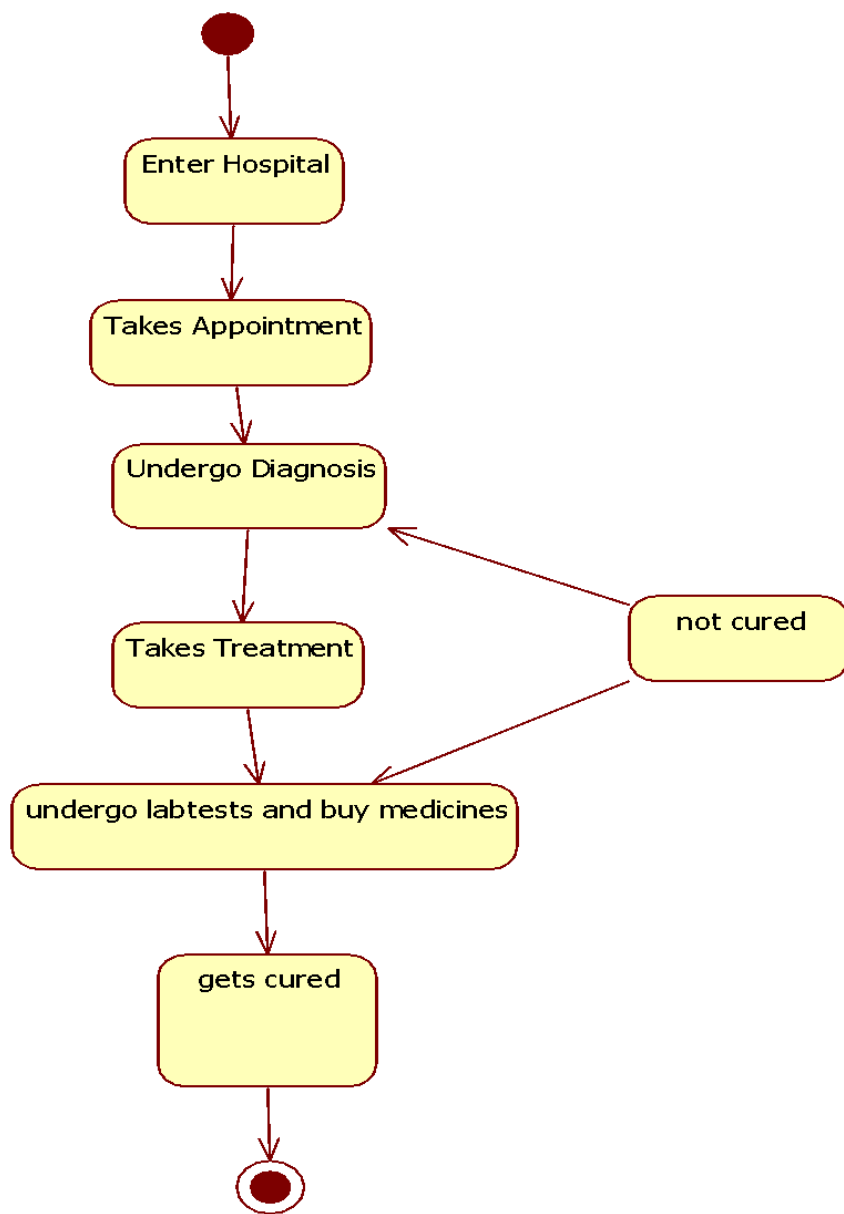 Enter Hospital
Takes Appointment
Undergo Diagnosis
not cured
Takes Treatment
undergo labtests and buy medicines
gets cured